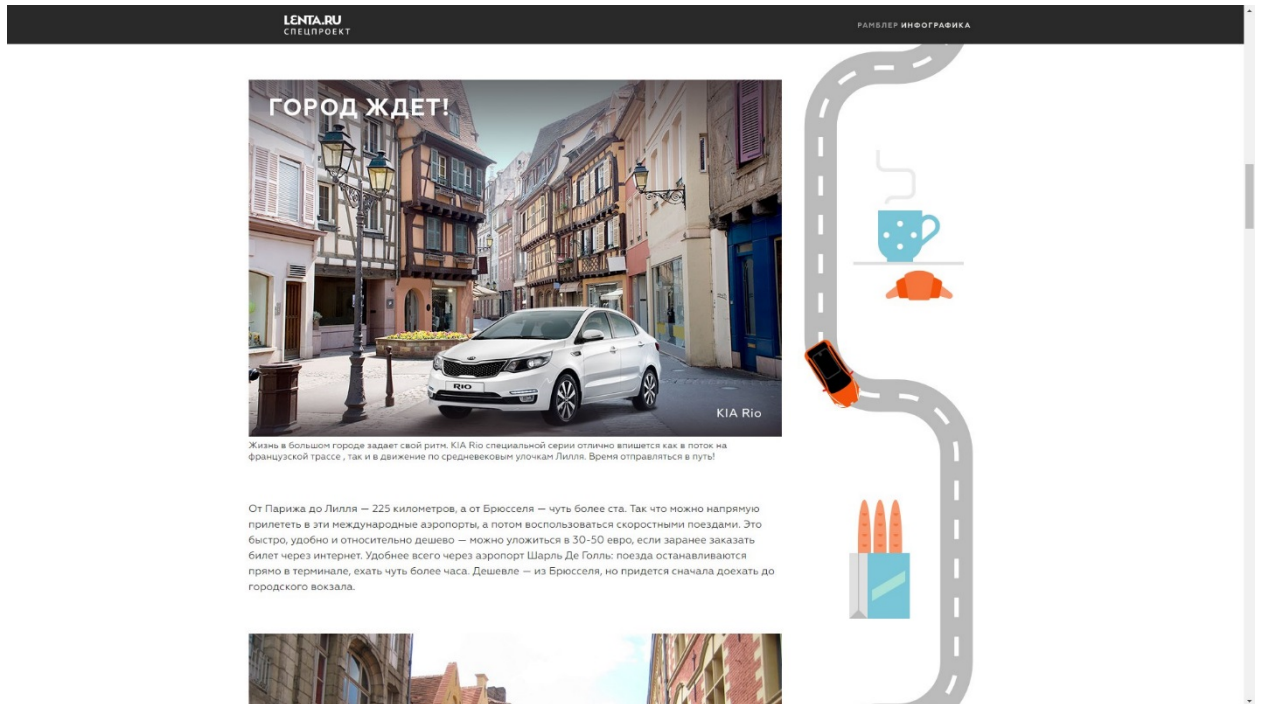 LENTA.RU
СПЕЦПРОЕКТ
РАМБЛЕР ИНФОГРАФИКА
ГОРОД ЖДЕТ!
RIO
KIA Rio
Жизнь в большом городе задает свой ритм. KIA Rio специальной серии отлично впишется как в поток на
французской трассе , так и в движение по средневековым улочкам Лилля. Время отправляться в путь!
От Парижа до Лилля — 225 километров, а от Брюсселя — чуть более ста. Так что можно напрямую
прилететь в эти международные аэропорты, а потом воспользоваться скоростными поездами. Это
быстро, удобно и относительно дешево — можно уложиться в 30-50 евро, если заранее заказать
билет через интернет. Удобнее всего через аэропорт Шарль Де Голль: поезда останавливаются
прямо в терминале, ехать чуть более часа. Дешевле — из Брюсселя, но придется сначала доехать до
городского вокзала.